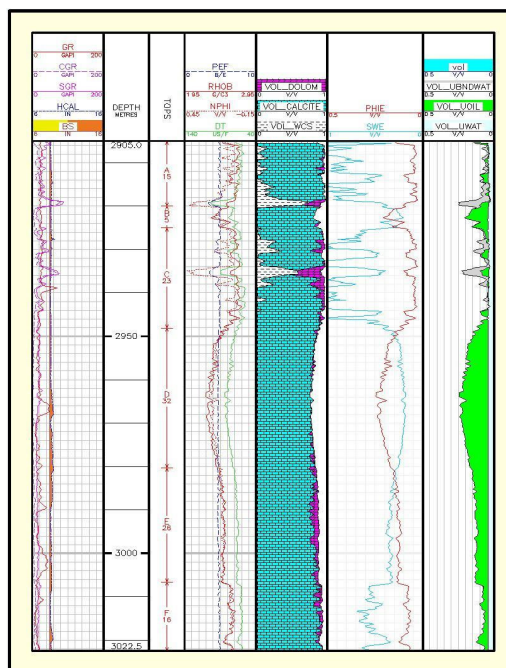 GR
0 GAPI 200
CGR
0 GAPI 200
SGR
0 GAPI 200
HCAL
6 IN 16
BS
6 IN 16
DEPTH
METRES
TOPS
PEF
0 B/E 10
RHOB
1.95 G/C3 2.95
NPHI
0.45 V/V -0.15
DT
140 US/F 40
VOL_DOLOM
0 V/V 1
VOL_CALCITE
0 V/V 1
VOL_WCS
0 V/V 1
PHIE
0.5 V/V 0
SWE
1 V/V 0
vol
0.5 V/V 0
VOL_UBNDWAT
0.5 V/V 0
VOL_UOIL
0.5 V/V 0
VOL_UWAT
0.5 V/V 0
2905.0
A
15
B
5
C
23
2950
D
32
E
26
3000
F
16
3022.5